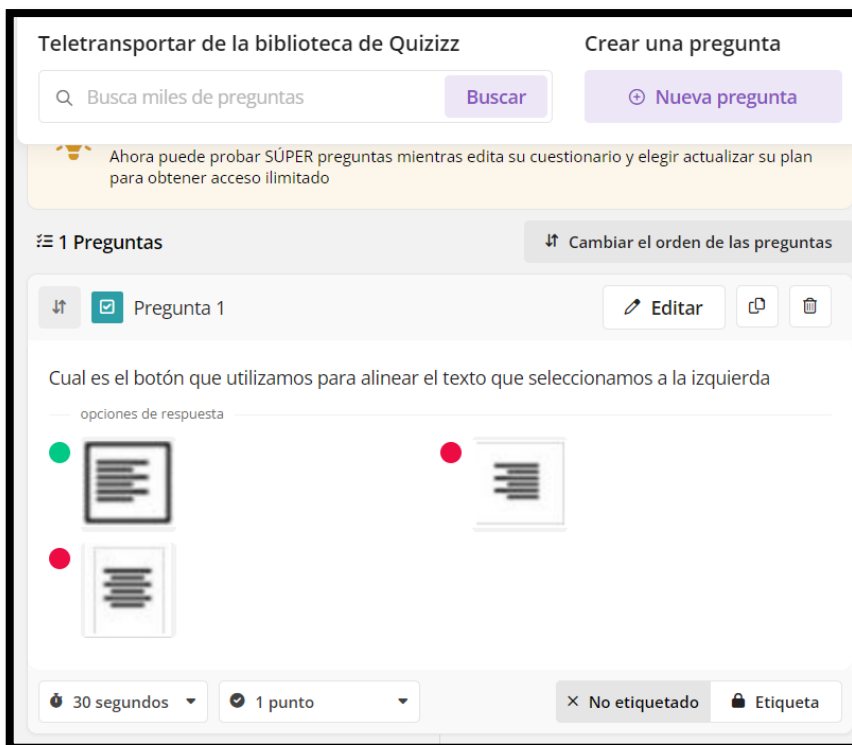 Teletransportar de la biblioteca de Quizizz
Crear una pregunta
Busca miles de preguntas
Buscar
Nueva pregunta
Ahora puede probar SÚPER preguntas mientras edita su cuestionario y elegir actualizar su plan
para obtener acceso ilimitado
1 Preguntas
Cambiar el orden de las preguntas
Pregunta 1
Editar
Cual es el botón que utilizamos para alinear el texto que seleccionamos a la izquierda
opciones de respuesta
30 segundos
1 punto
No etiquetado
Etiqueta